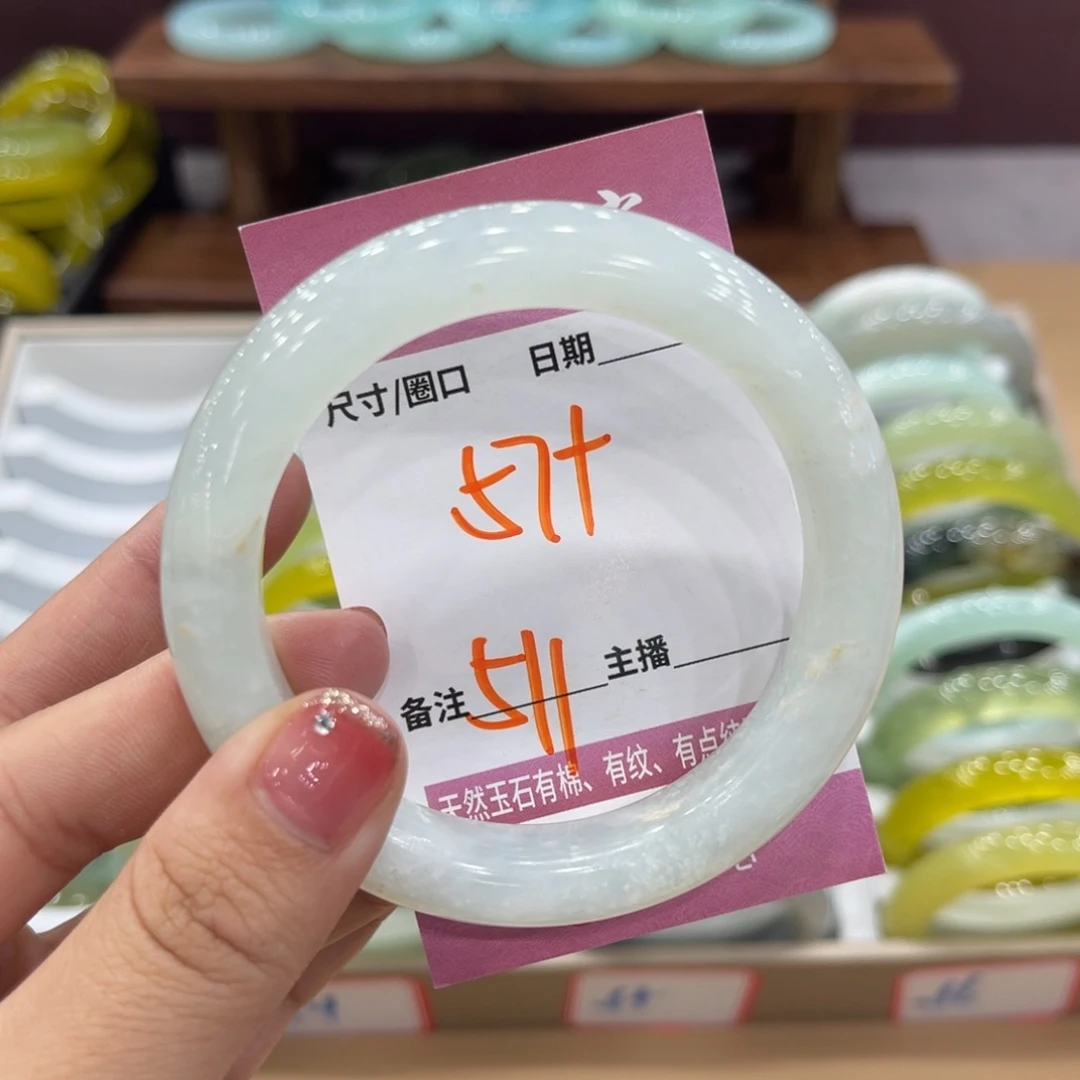 尺寸/圈口 日期
57+
备注 主播
天然玉石有棉、有纹、有点